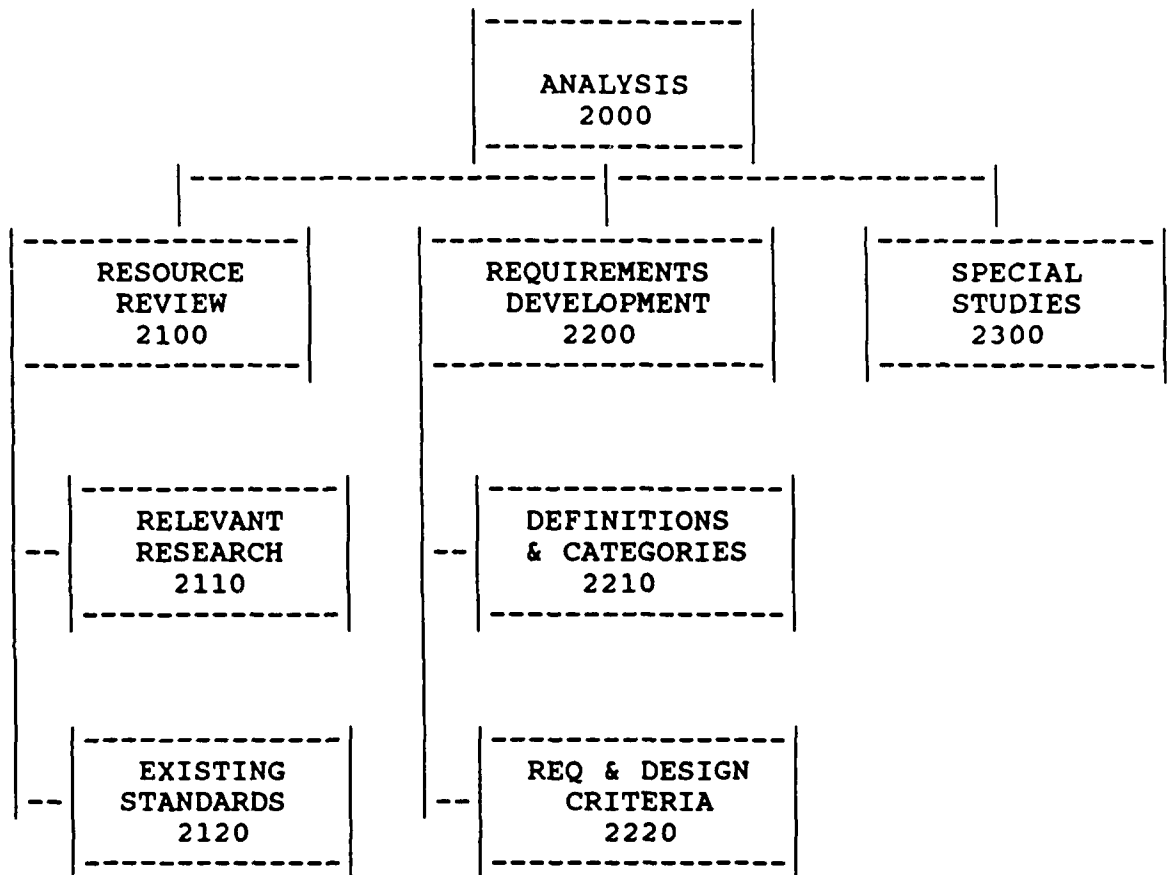 ANALYSIS
2000
RESOURCE
REVIEW
2100
REQUIREMENTS
DEVELOPMENT
2200
SPECIAL
STUDIES
2300
RELEVANT
RESEARCH
2110
DEFINITIONS
& CATEGORIES
2210
EXISTING
STANDARDS
2120
REQ & DESIGN
CRITERIA
2220